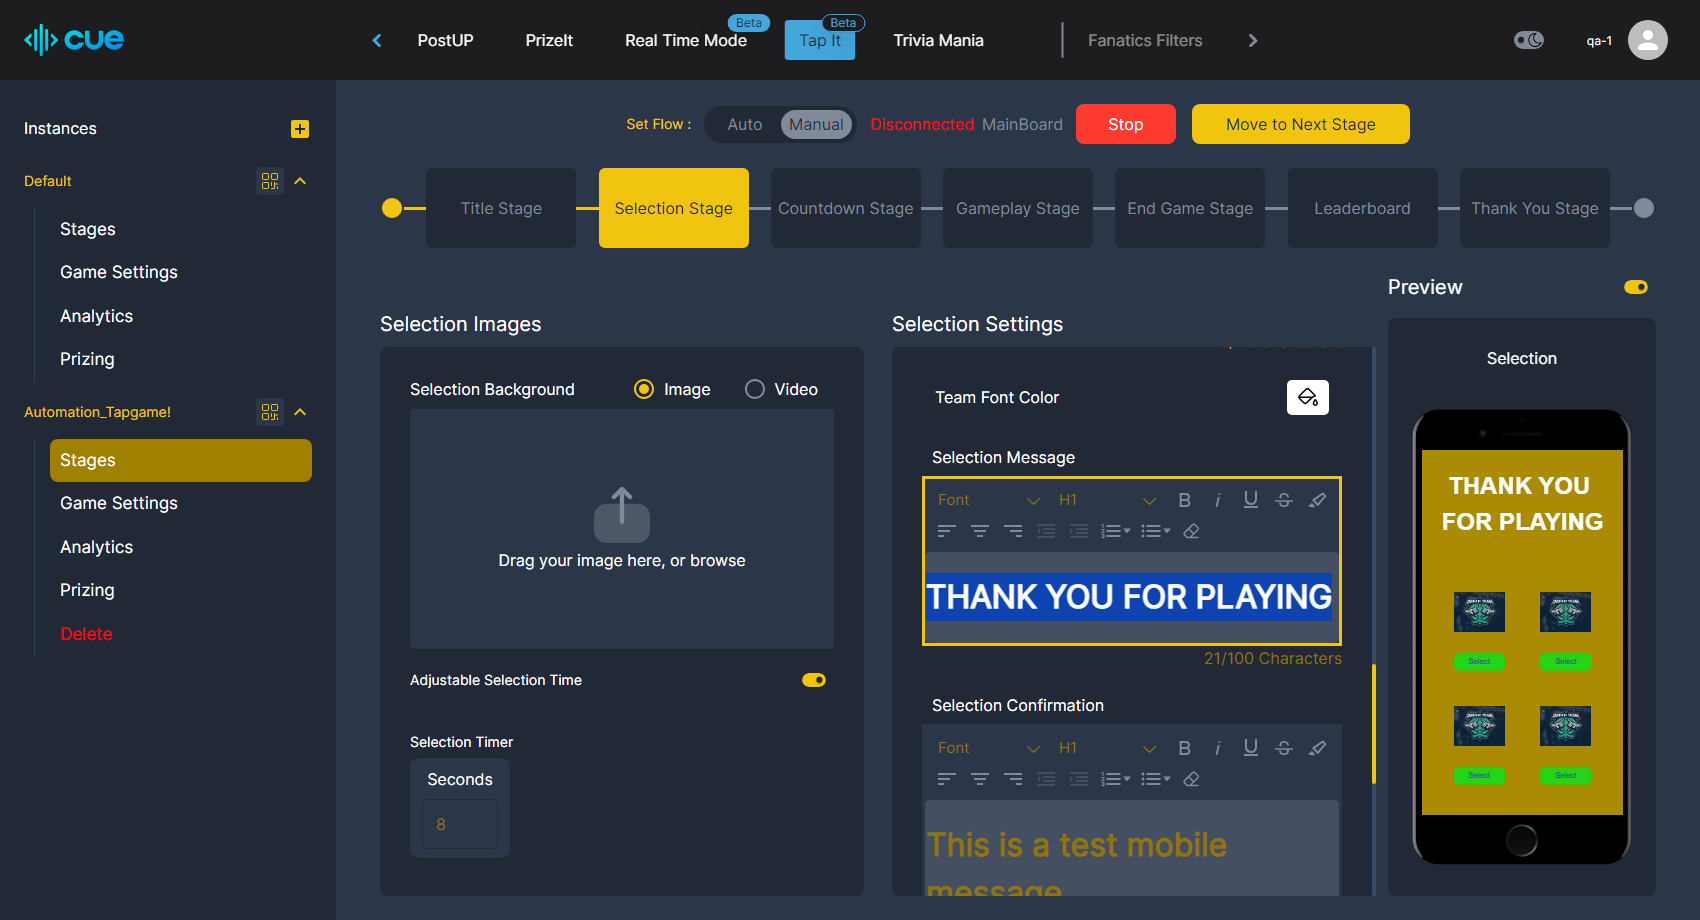 cue
PostUP
PrizeIt
Real Time Mode
Beta
Tap It
Beta
Trivia Mania
Fanatics Filters
qa-1
Instances
Default
Stages
Game Settings
Analytics
Prizing
Automation_Tapgame!
Stages
Game Settings
Analytics
Prizing
Delete
Set Flow :
Auto
Manual
Disconnected MainBoard
Stop
Move to Next Stage
Title Stage
Selection Stage
Countdown Stage
Gameplay Stage
End Game Stage
Leaderboard
Thank You Stage
Selection Images
Selection Background
Image
Video
Drag your image here, or browse
Adjustable Selection Time
Selection Timer
Seconds
8
Selection Settings
Team Font Color
Selection Message
Font
H1
B
i
U
S
THANK YOU FOR PLAYING
21/100 Characters
Selection Confirmation
Font
H1
B
i
U
S
This is a test mobile
message
Preview
Selection
THANK YOU
FOR PLAYING
Select
Select
Select
Select